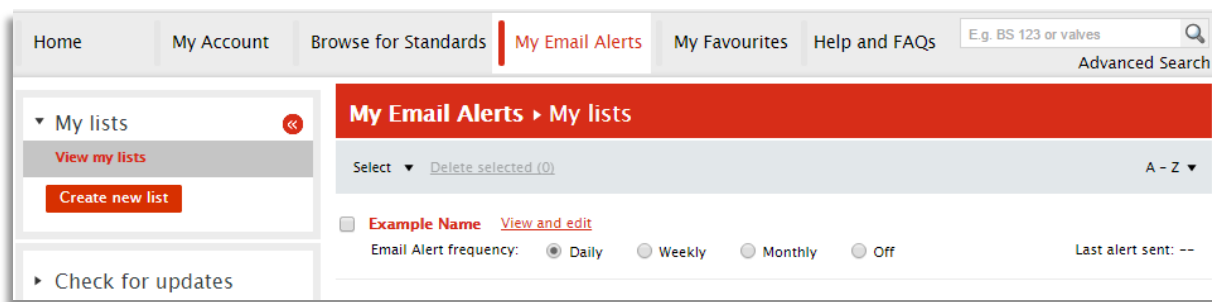 Home My Account Browse for Standards My Email Alerts My Favourites Help and FAQs E.g. BS 123 or valves
Advanced Search
My lists
View my lists
Create new list
Check for updates
My Email Alerts ▸ My lists
Select ▼ Delete selected (0) A – Z ▼
Example Name View and edit
Email Alert frequency: Daily Weekly Monthly Off Last alert sent: --